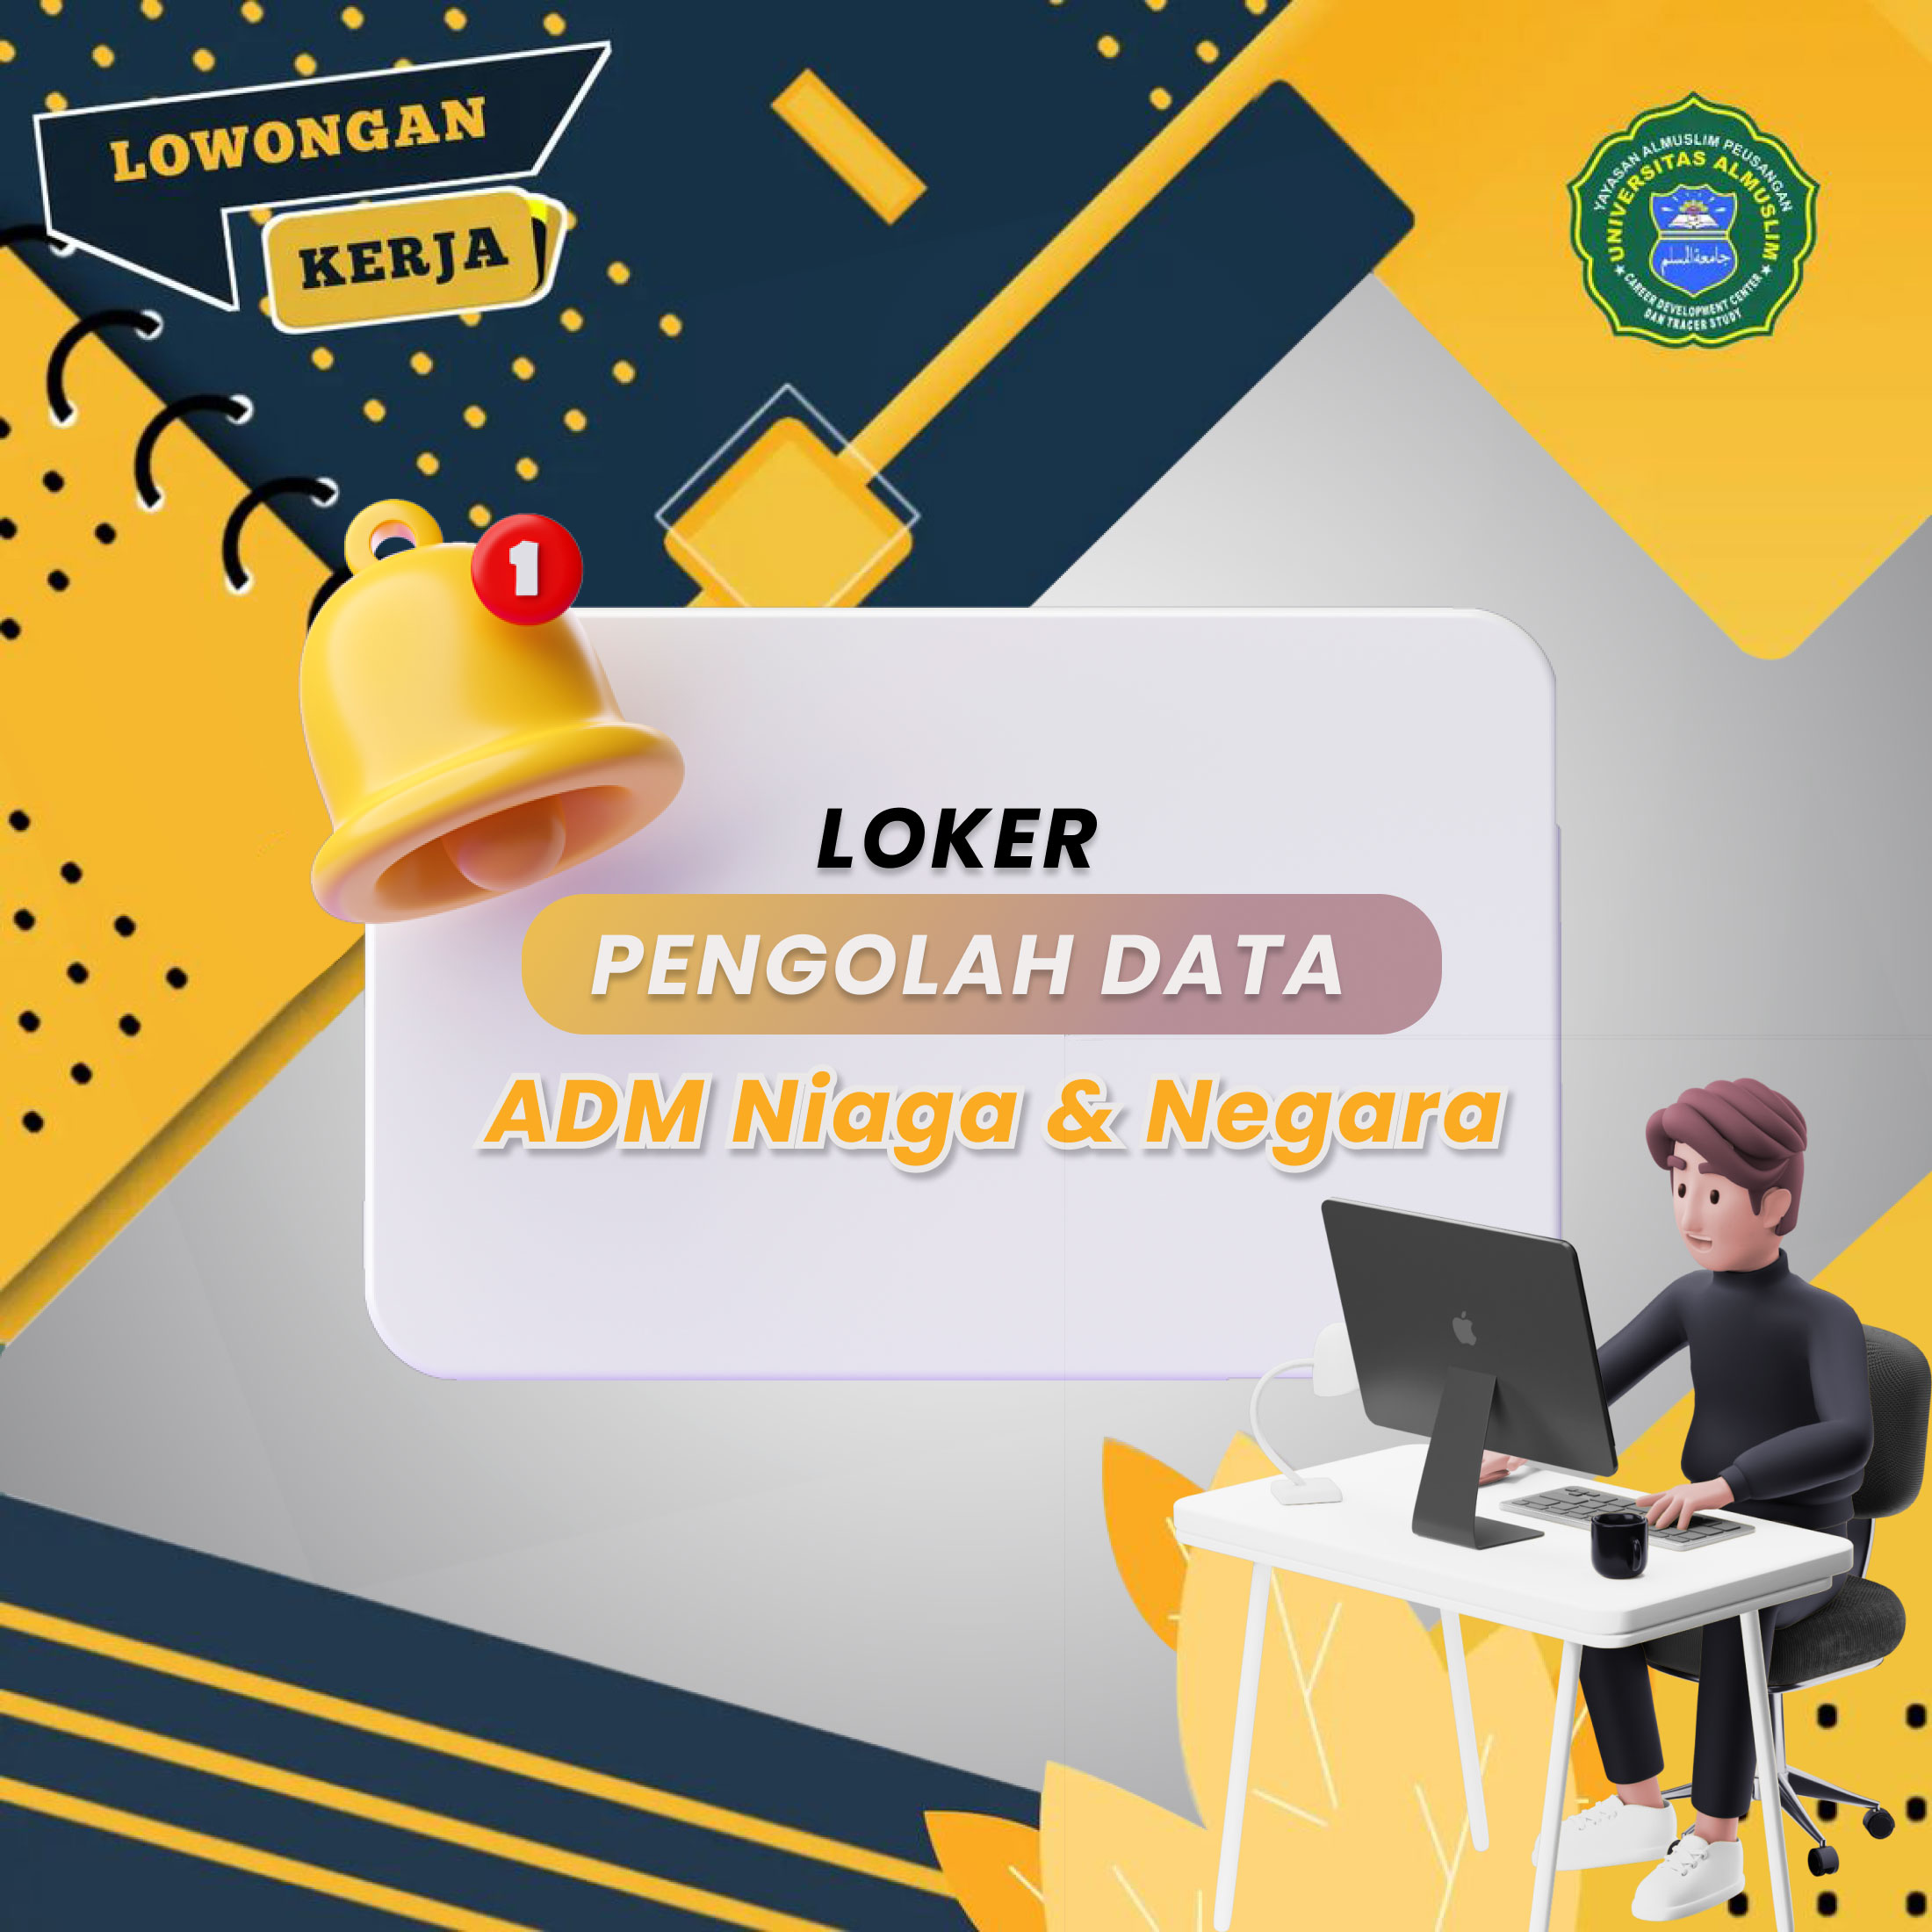 LOWONGAN
KERJA
YAYASAN ALMUSLIM PEUSANGAN
UNIVERSITAS ALMUSLIM
جامعة المسلم
CAREER DEVELOPMENT CENTER
DAN TRACER STUDY
1
LOKER
PENGOLAH DATA
ADM Niaga & Negara